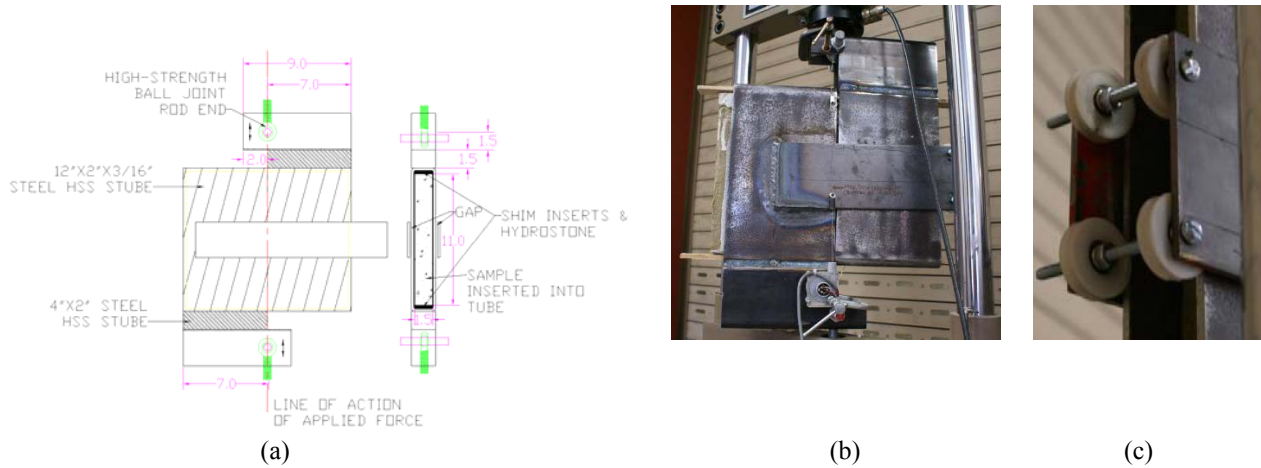 9.0
7.0
HIGH-STRENGTH
BALL JOINT
ROD END
2.0
1.5
1.5
12"X2"X3/16"
STEEL HSS STUBE
GAP
SHIM INSERTS &
HYDROSTONE
11.0
SAMPLE
INSERTED INTO
TUBE
4"X2" STEEL
HSS STUBE
1.5
7.0
LINE OF ACTION
OF APPLIED FORCE
(a)
(b)
(c)